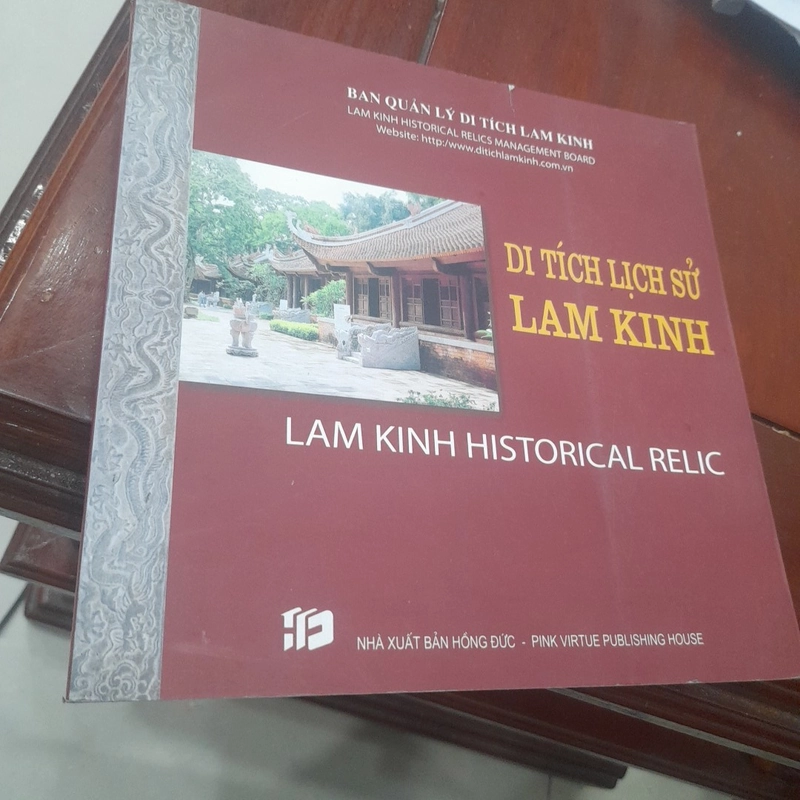 BAN QUẢN LÝ DI TÍCH LAM KINH
LAM KINH HISTORICAL RELICS MANAGEMENT BOARD
Website: http:/www.ditichlamkinh.com.vn
DI TÍCH LỊCH SỬ
LAM KINH
LAM KINH HISTORICAL RELIC
NHÀ XUẤT BẢN HỒNG ĐỨC - PINK VIRTUE PUBLISHING HOUSE